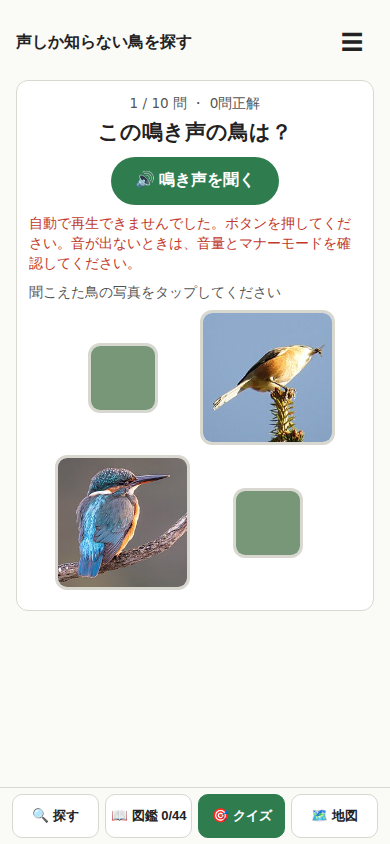 声しか知らない鳥を探す
☰
1 / 10 問 ・ 0問正解
この鳴き声の鳥は？
🔊 鳴き声を聞く
自動で再生できませんでした。ボタンを押してくだ
さい。音が出ないときは、音量とマナーモードを確
認してください。
聞こえた鳥の写真をタップしてください
🔍 探す
📖 図鑑 0/44
🎯 クイズ
🗺️ 地図